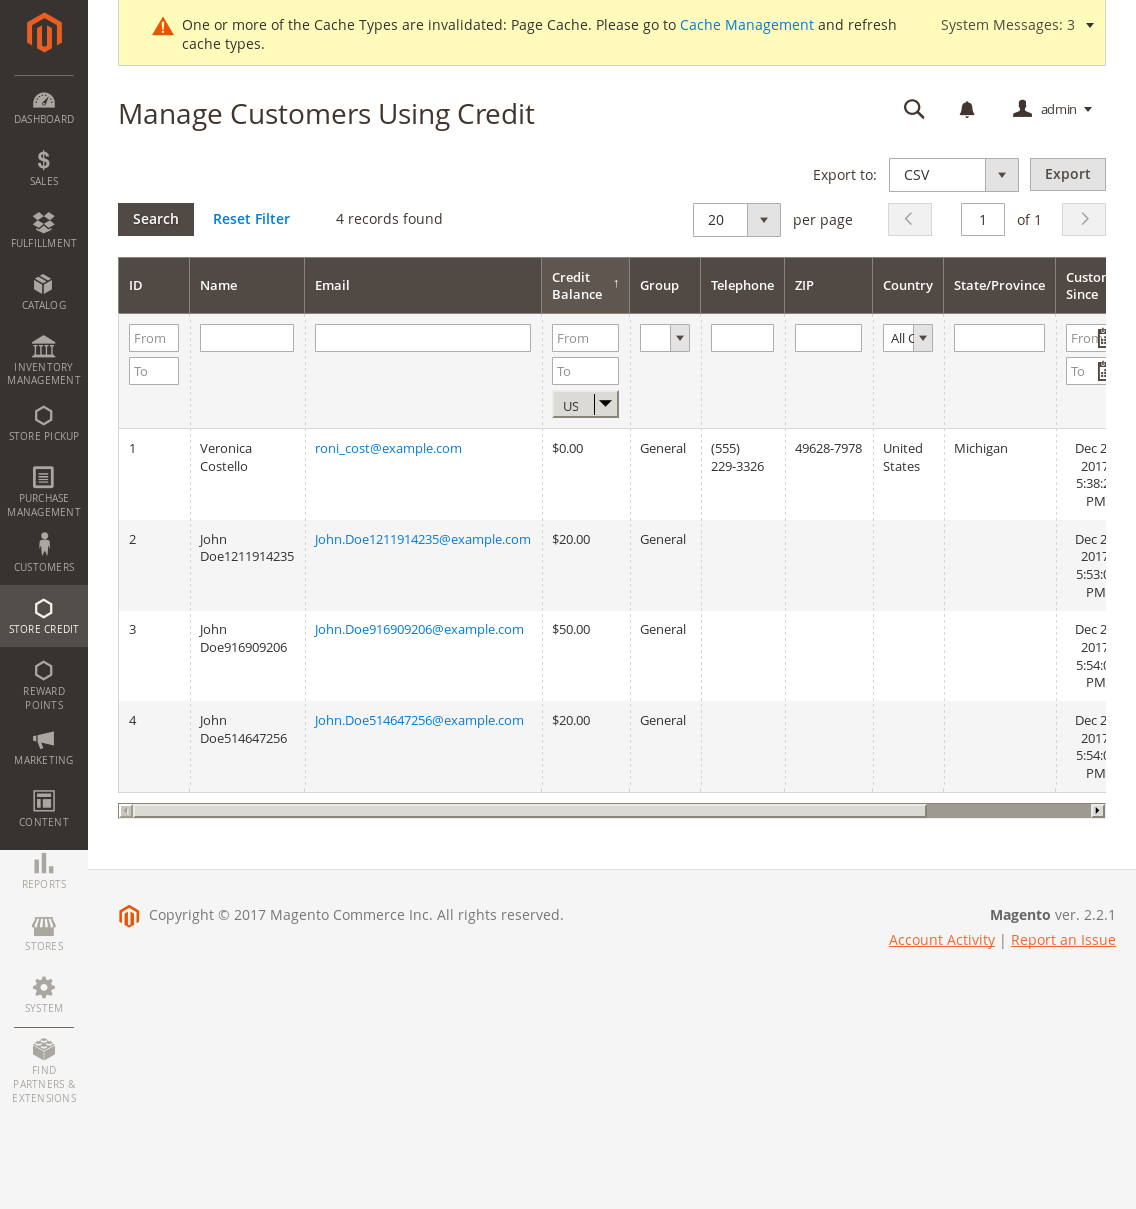 One or more of the Cache Types are invalidated: Page Cache. Please go to Cache Management and refresh
cache types.
System Messages: 3
Manage Customers Using Credit
admin
Export to:
CSV
Export
Search
Reset Filter
4 records found
20
per page
1
of 1
ID
Name
Email
Credit
Balance
↑
Group
Telephone
ZIP
Country
State/Province
Since
From
To
From
To
US
All
From
To
1
Veronica
Costello
roni_cost@example.com
$0.00
General
(555)
229-3326
49628-7978
United
States
Michigan
Dec 2
2017
5:38:2
PM
2
John
Doe1211914235
John.Doe1211914235@example.com
$20.00
General
Dec 2
2017
5:53:0
PM
3
John
Doe916909206
John.Doe916909206@example.com
$50.00
General
Dec 2
2017
5:54:0
PM
4
John
Doe514647256
John.Doe514647256@example.com
$20.00
General
Dec 2
2017
5:54:0
PM
DASHBOARD
$
SALES
FULFILLMENT
CATALOG
INVENTORY
MANAGEMENT
STORE PICKUP
PURCHASE
MANAGEMENT
CUSTOMERS
STORE CREDIT
REWARD
POINTS
MARKETING
CONTENT
REPORTS
STORES
SYSTEM
FIND
PARTNERS &
EXTENSIONS
Copyright © 2017 Magento Commerce Inc. All rights reserved.
Magento ver. 2.2.1
Account Activity | Report an Issue